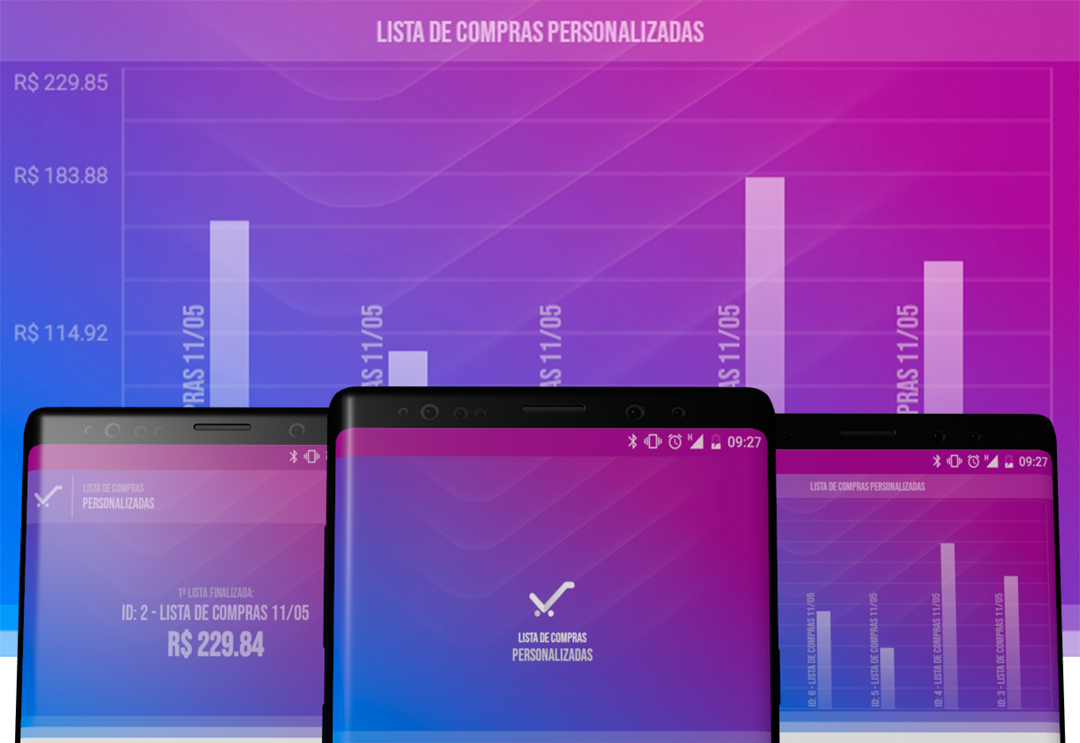 LISTA DE COMPRAS PERSONALIZADAS
R$ 229.85
R$ 183.88
R$ 114.92
PRAS 11/05
AS 11/05
AS 11/05
AS 11/05
PRAS 11/05
LISTA DE COMPRAS
PERSONALIZADAS
1ª LISTA FINALIZADA:
ID: 2 - LISTA DE COMPRAS 11/05
R$ 229.84
H
09:27
LISTA DE COMPRAS
PERSONALIZADAS
H
09:27
LISTA DE COMPRAS PERSONALIZADAS
ID: 6 - LISTA DE COMPRAS 11/05
ID: 5 - LISTA DE COMPRAS 11/05
ID: 4 - LISTA DE COMPRAS 11/05
ID: 3 - LISTA DE COMPRAS 11/05